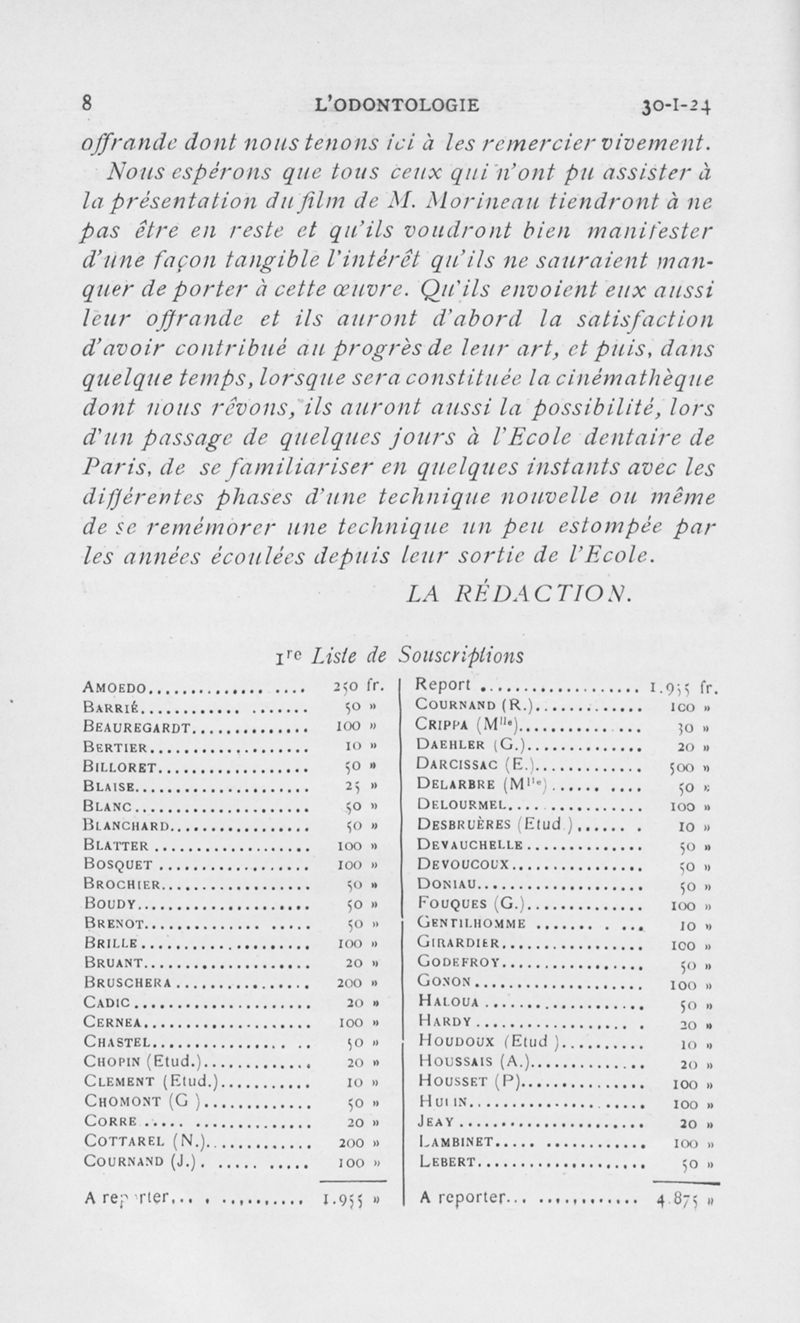 8 L'ODONTOLOGIE 30-I-24
offrande dont nous tenons ici à les remercier vivement.
Nous espérons que tous ceux qui n'ont pu assister à
la présentation du film de M. Morineau tiendront à ne
pas être en reste et qu'ils voudront bien manifester
d'une façon tangible l'intérêt qu'ils ne sauraient man-
quer de porter à cette œuvre. Qu'ils envoient eux aussi
leur offrande et ils auront d'abord la satisfaction
d'avoir contribué au progrès de leur art, et puis, dans
quelque temps, lorsque sera constituée la cinémathèque
dont nous rêvons, ils auront aussi la possibilité, lors
d'un passage de quelques jours à l'Ecole dentaire de
Paris, de se familiariser en quelques instants avec les
différentes phases d'une technique nouvelle ou même
de se remémorer une technique un peu estompée par
les années écoulées depuis leur sortie de l'Ecole.
LA RÉDACTION.
1re Liste de Souscriptions
AMOEDO.................. 250 fr.
BARRIÉ.................. 50 »
BEAUREGARDT.............. 100 »
BERTIER.................. 10 »
BILLORET.................. 50 »
BLAISE.................. 25 »
BLANC.................. 50 »
BLANCHARD................ 50 »
BLATTER .................. 100 »
BOSQUET .................. 100 »
BROCHIER.................. 50 »
BOUDY.................. 50 »
BRENOT.................. 50 »
BRILLE.................. 100 »
BRUANT.................. 20 »
BRUSCHERA ................ 200 »
CADIC .................. 20 »
CERNEA.................. 100 »
CHASTEL.................. 50 »
CHOPIN (Etud.)............. 20 »
CLEMENT (Etud.)........... 10 »
CHOMONT (G )............. 50 »
CORRE .................. 20 »
COTTAREL (N.)............. 200 »
COURNAND (J.) ............ 100 »
A reporter.................. 1.955 »
Report .................. 1.955 fr.
COURNAND (R.)............. 100 »
CRIPPA (Mlle).............. 30 »
DAEHLER (G.).............. 20 »
DARCISSAC (E.)............. 500 »
DELARBRE (Mlle)........... 50 »
DELOURMEL................ 100 »
DESBRUÈRES (Etud )....... 10 »
DEVAUCHELLE.............. 50 »
DEVOUCOUX................ 50 »
DONIAU.................. 50 »
FOUQUES (G.).............. 100 »
GENTILHOMME ............. 10 »
GIRARDIER................. 100 »
GODEFROY................. 50 »
GONON.................. 100 »
HALOUA .................. 50 »
HARDY.................. 20 »
HOUDOUX (Etud )........... 10 »
HOUSSAIS (A.).............. 20 »
HOUSSET (P)............... 100 »
HULIN.................. 100 »
JEAY .................. 20 »
LAMBINET................. 100 »
LEBERT.................. 50 »
A reporter.................. 4.875 »